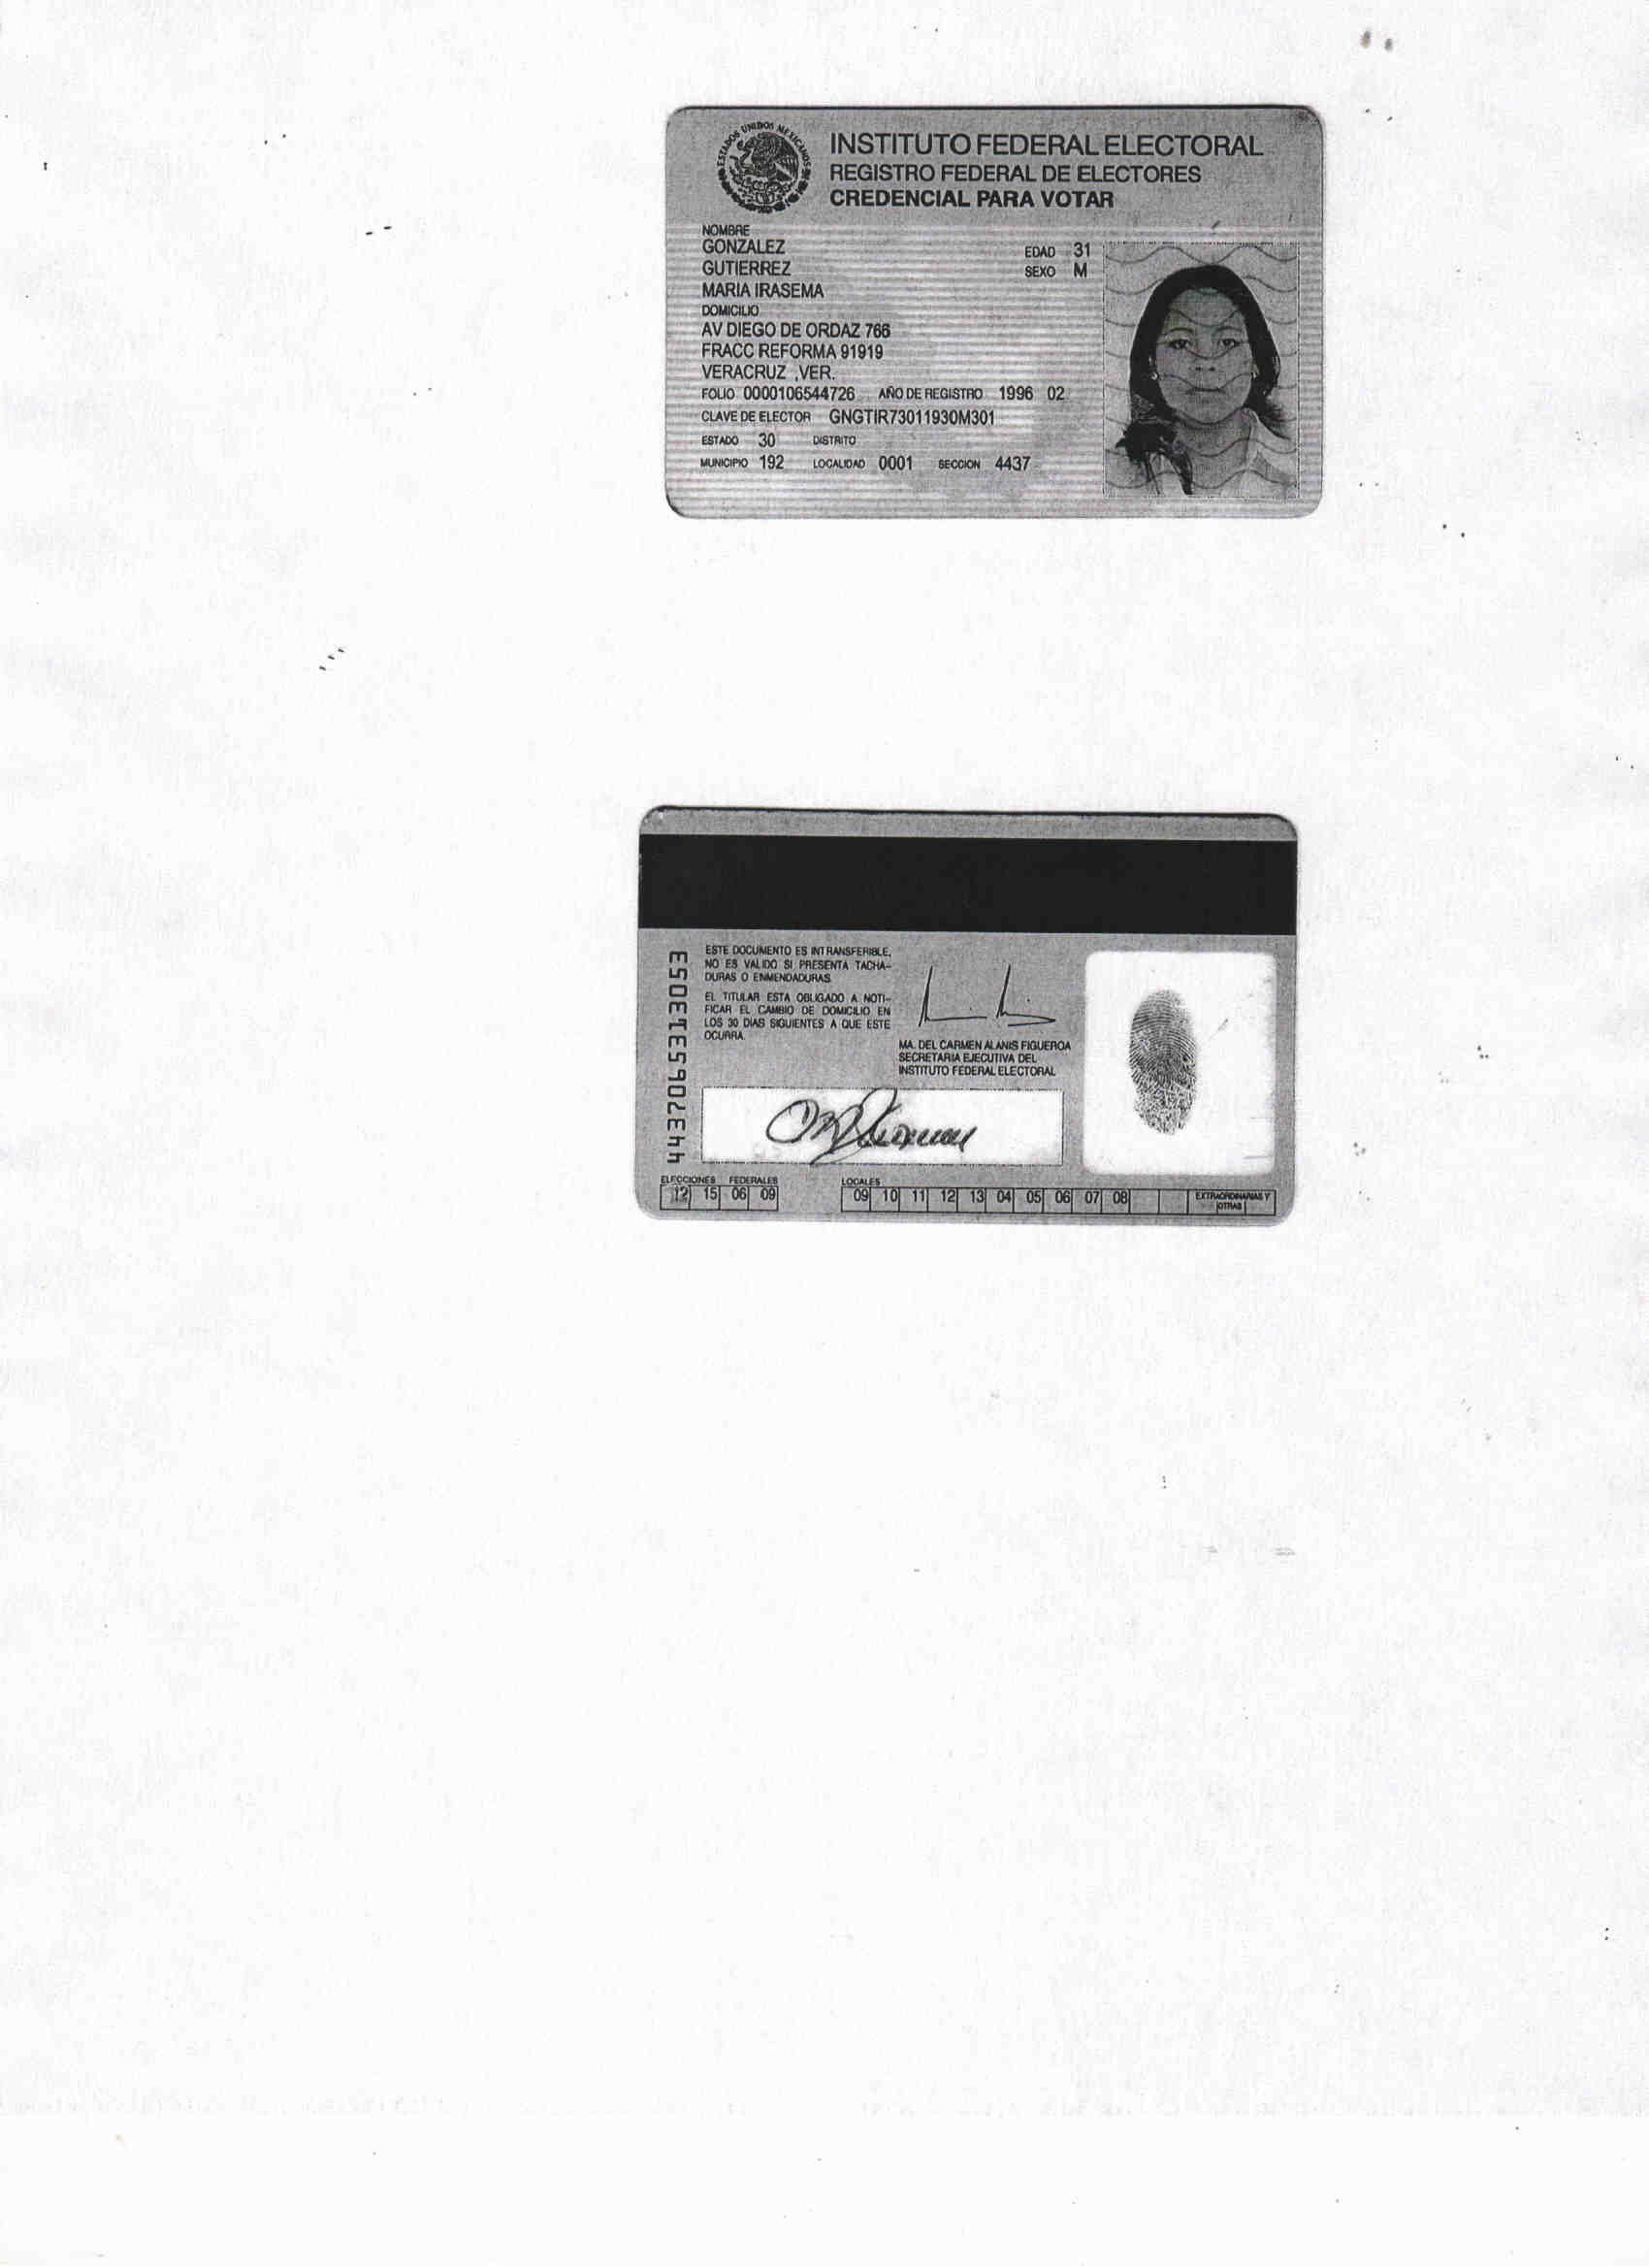 ESTADOS UNIDOS MEXICANOS
INSTITUTO FEDERAL ELECTORAL
REGISTRO FEDERAL DE ELECTORES
CREDENCIAL PARA VOTAR
NOMBRE
GONZALEZ
GUTIERREZ
MARIA IRASEMA
EDAD 31
SEXO M
DOMICILIO
AV DIEGO DE ORDAZ 766
FRACC REFORMA 91919
VERACRUZ ,VER.
FOLIO 0000106544726 AÑO DE REGISTRO 1996 02
CLAVE DE ELECTOR GNGTIR73011930M301
ESTADO 30 DISTRITO
MUNICIPIO 192 LOCALIDAD 0001 SECCION 4437
ESTE DOCUMENTO ES INTRANSFERIBLE,
NO ES VALIDO SI PRESENTA TACHA-
DURAS O ENMENDADURAS
EL TITULAR ESTA OBLIGADO A NOTI-
FICAR EL CAMBIO DE DOMICILIO EN
LOS 30 DIAS SIGUIENTES A QUE ESTE
OCURRA.
MA. DEL CARMEN ALANIS FIGUEROA
SECRETARIA EJECUTIVA DEL
INSTITUTO FEDERAL ELECTORAL
4437065313053
ELECCIONES FEDERALES
12 15 06 09
LOCALES
09 10 11 12 13 04 05 06 07 08
EXTRAORDINARIAS Y
OTRAS